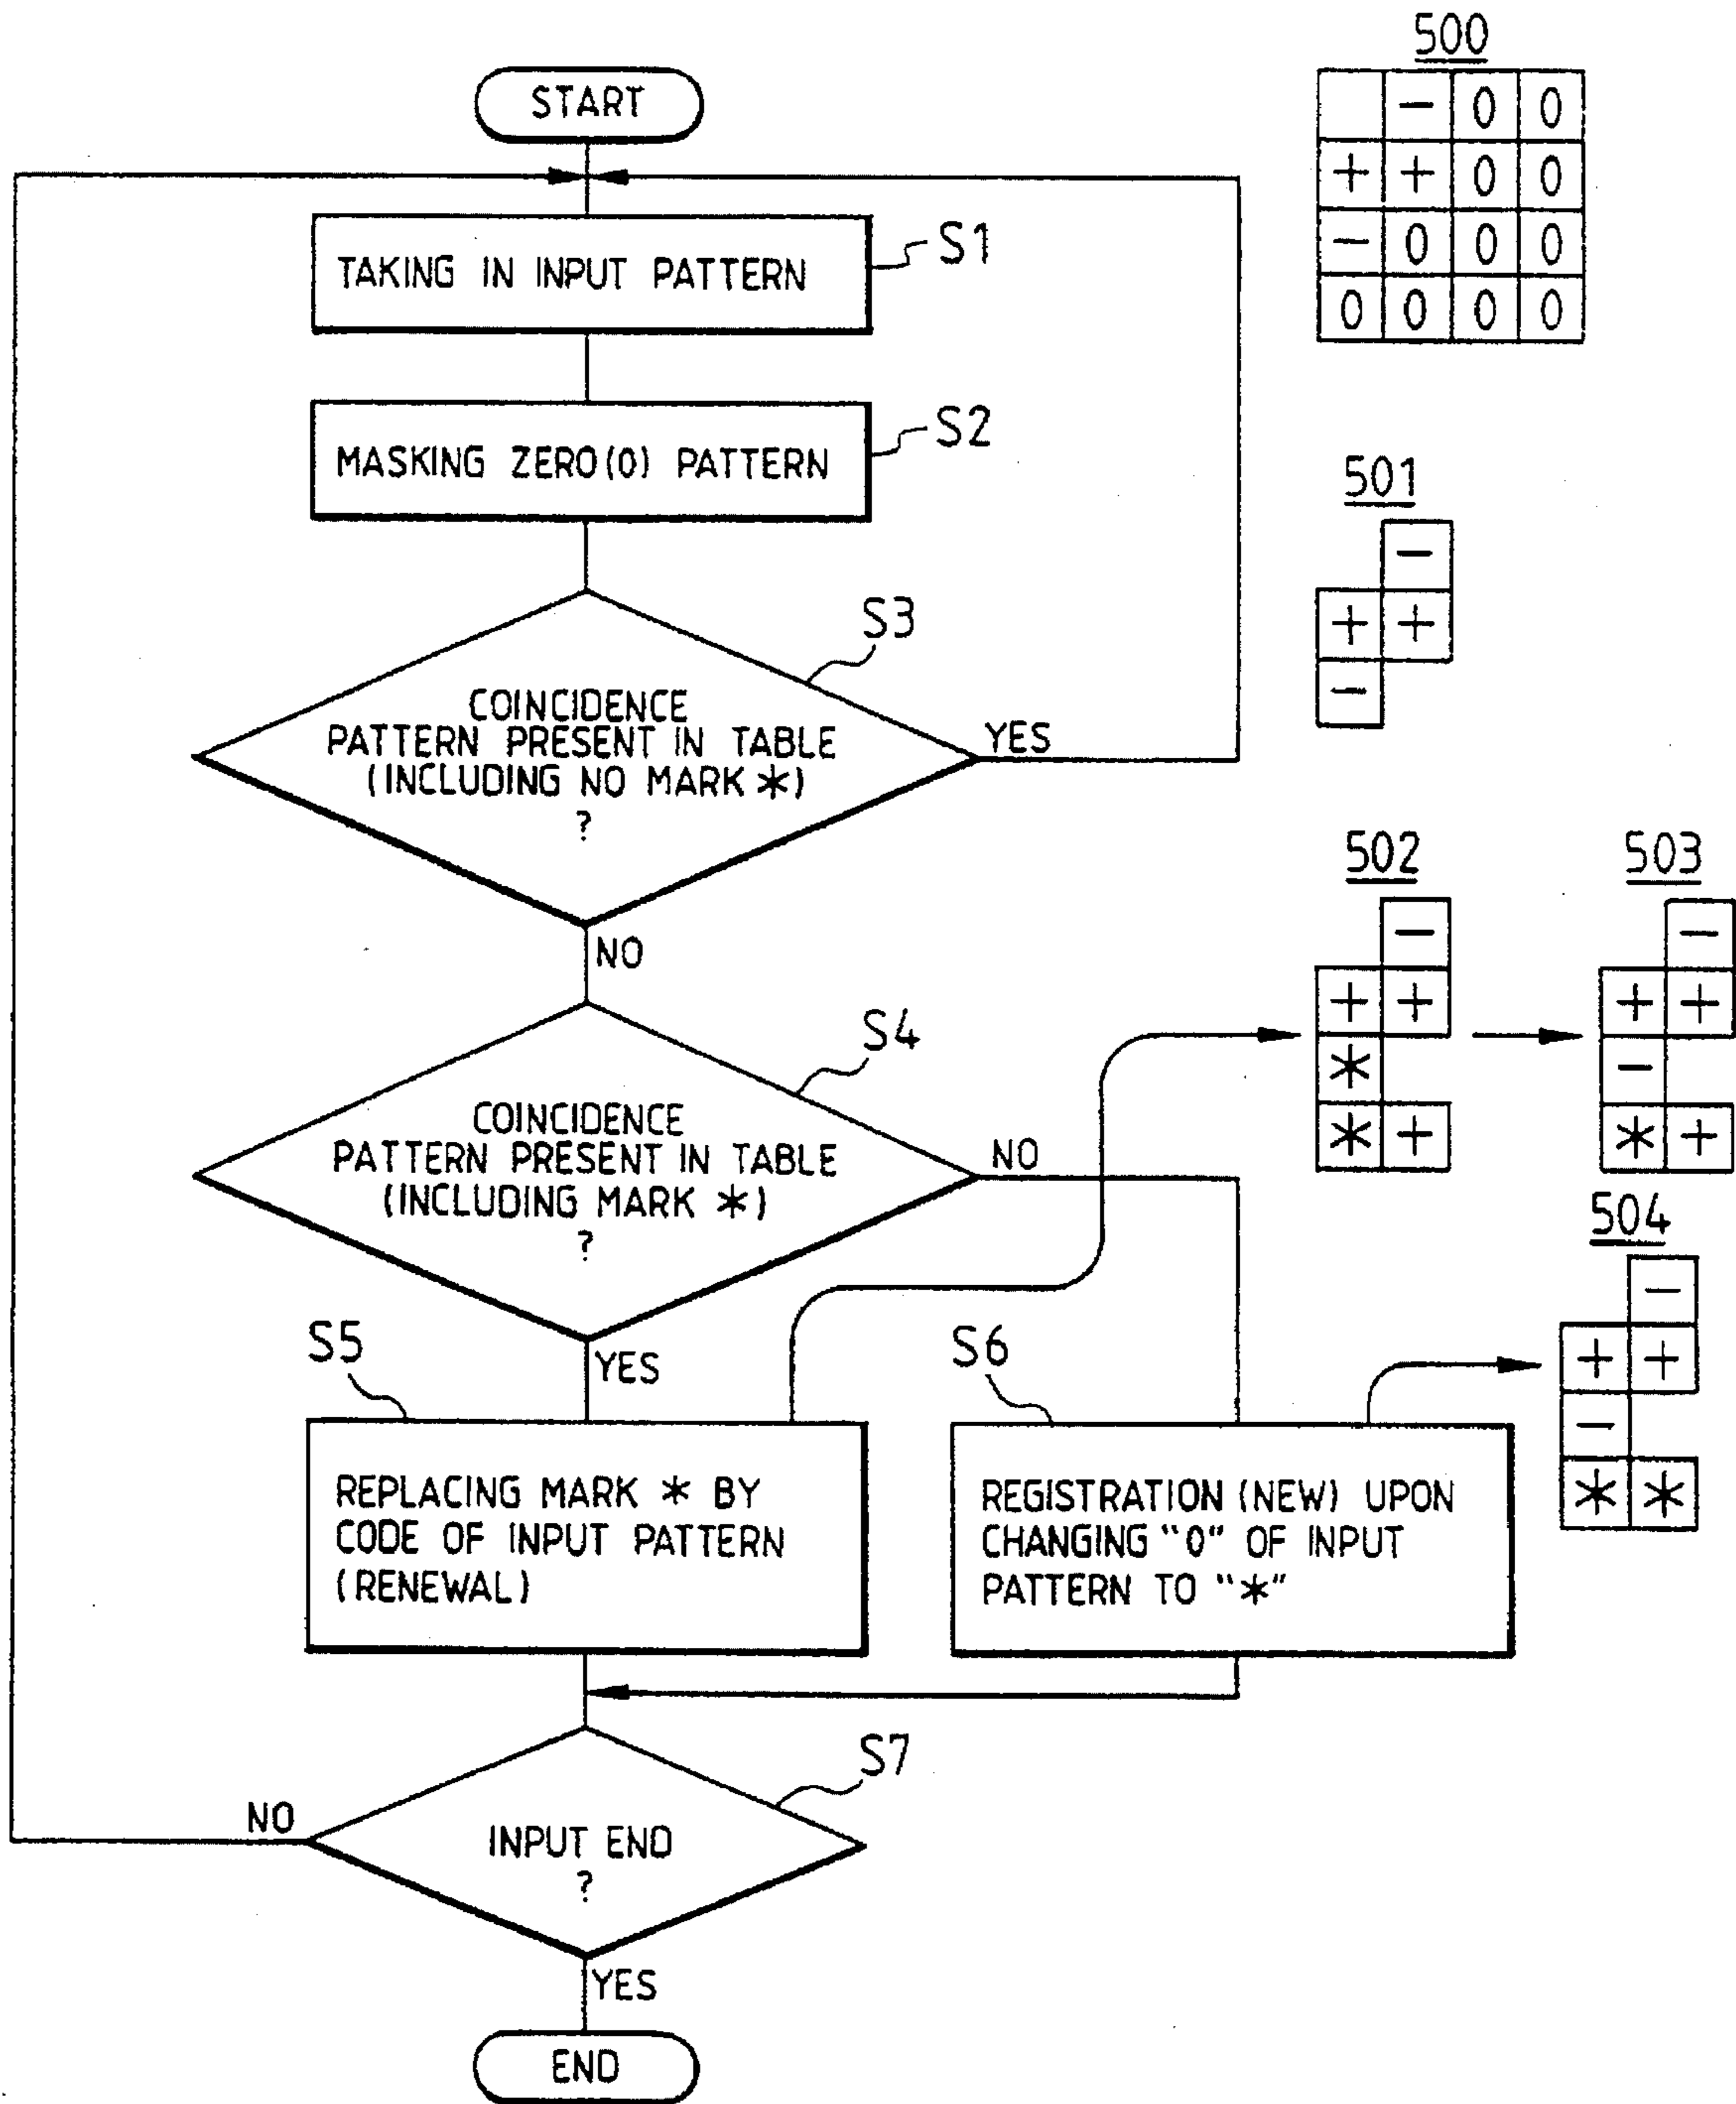 START
TAKING IN INPUT PATTERN
S1
MASKING ZERO(0) PATTERN
S2
COINCIDENCE
PATTERN PRESENT IN TABLE
(INCLUDING NO MARK *)
?
S3
YES
NO
COINCIDENCE
PATTERN PRESENT IN TABLE
(INCLUDING MARK *)
?
S4
NO
YES
S5
REPLACING MARK * BY
CODE OF INPUT PATTERN
(RENEWAL)
S6
REGISTRATION (NEW) UPON
CHANGING "0" OF INPUT
PATTERN TO "*"
INPUT END
?
S7
NO
YES
END
500
− 0 0
+ + 0 0
− 0 0 0
0 0 0 0
501
−
+ +
−
502
−
+ +
*
* +
503
−
+ +
−
* +
504
−
+ +
−
* *